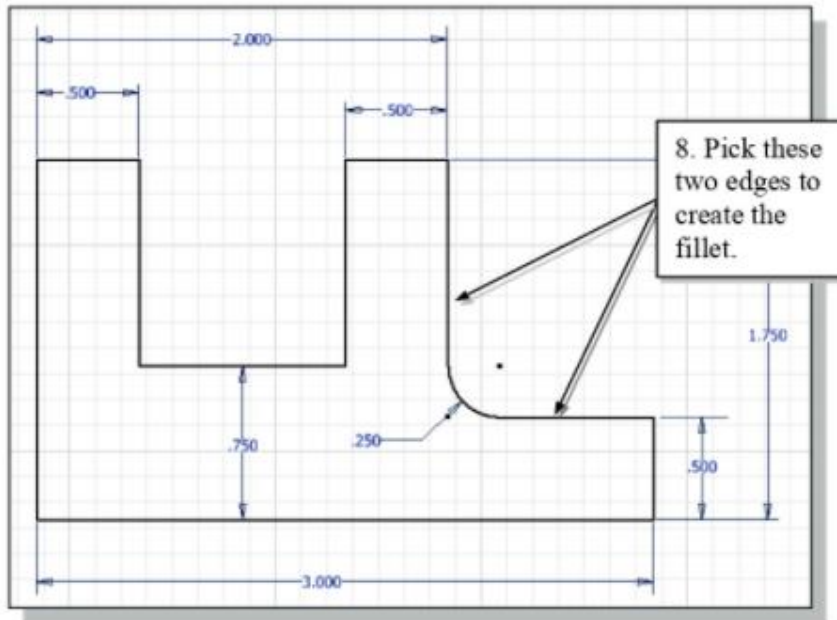 2.000
.500
.500
8. Pick these
two edges to
create the
fillet.
1.750
.750
.250
.500
3.000